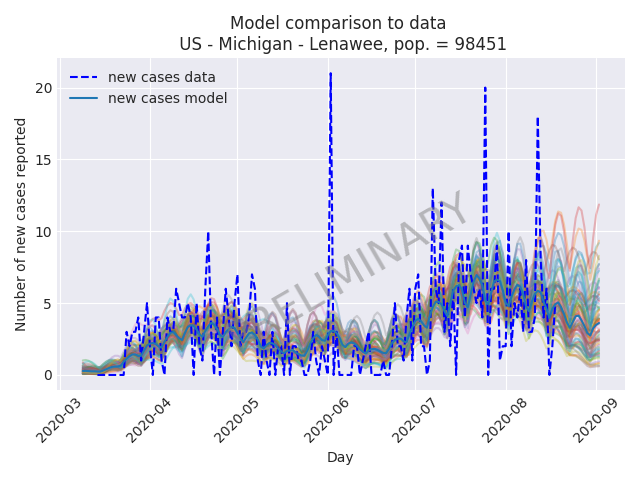 Model comparison to data
US - Michigan - Lenawee, pop. = 98451
new cases data
new cases model
Number of new cases reported
20
15
10
5
0
PRELIMINARY
2020-03
2020-04
2020-05
2020-06
2020-07
2020-08
2020-09
Day